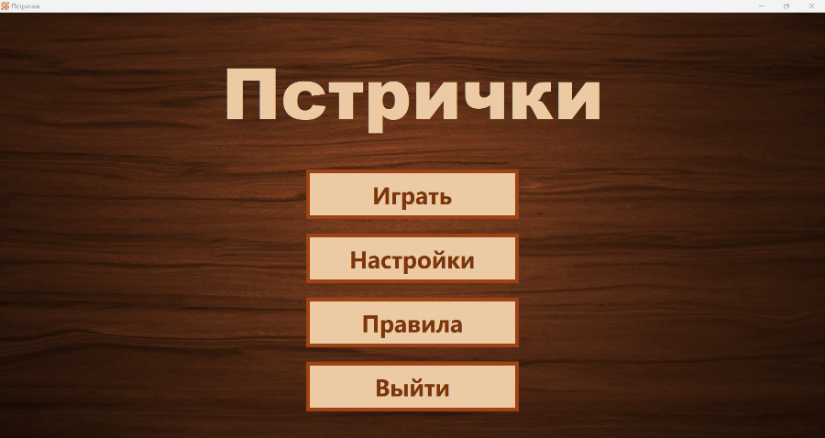 Пстрички
Пстрички
Играть
Настройки
Правила
Выйти